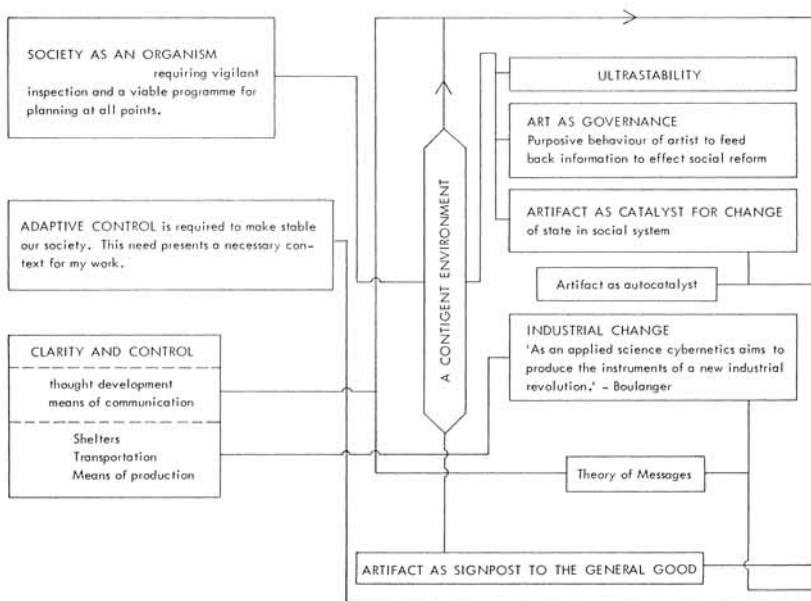 SOCIETY AS AN ORGANISM
requiring vigilant
inspection and a viable programme for
planning at all points.
ADAPTIVE CONTROL is required to make stable
our society. This need presents a necessary con-
text for my work.
CLARITY AND CONTROL
thought development
means of communication
Shelters
Transportation
Means of production
A CONTIGENT ENVIRONMENT
ULTRASTABILITY
ART AS GOVERNANCE
Purposive behaviour of artist to feed
back information to effect social reform
ARTIFACT AS CATALYST FOR CHANGE
of state in social system
Artifact as autocatalyst
INDUSTRIAL CHANGE
'As an applied science cybernetics aims to
produce the instruments of a new industrial
revolution.' - Boulanger
Theory of Messages
ARTIFACT AS SIGNPOST TO THE GENERAL GOOD